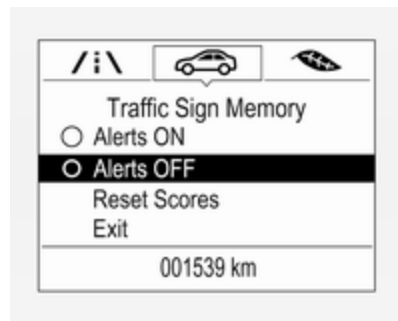 Traffic Sign Memory
Alerts ON
Alerts OFF
Reset Scores
Exit
001539 km